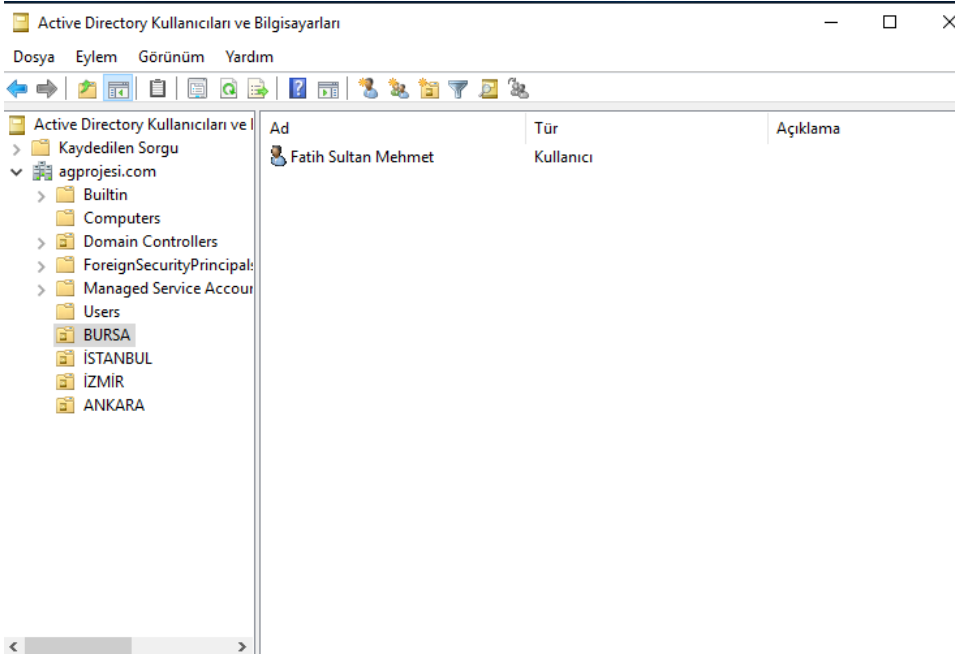 Active Directory Kullanıcıları ve Bilgisayarları
Dosya Eylem Görünüm Yardım
Active Directory Kullanıcıları ve
Kaydedilen Sorgu
agprojesi.com
Builtin
Computers
Domain Controllers
ForeignSecurityPrincipals
Managed Service Accour
Users
BURSA
İSTANBUL
İZMİR
ANKARA
Ad Tür Açıklama
Fatih Sultan Mehmet Kullanıcı